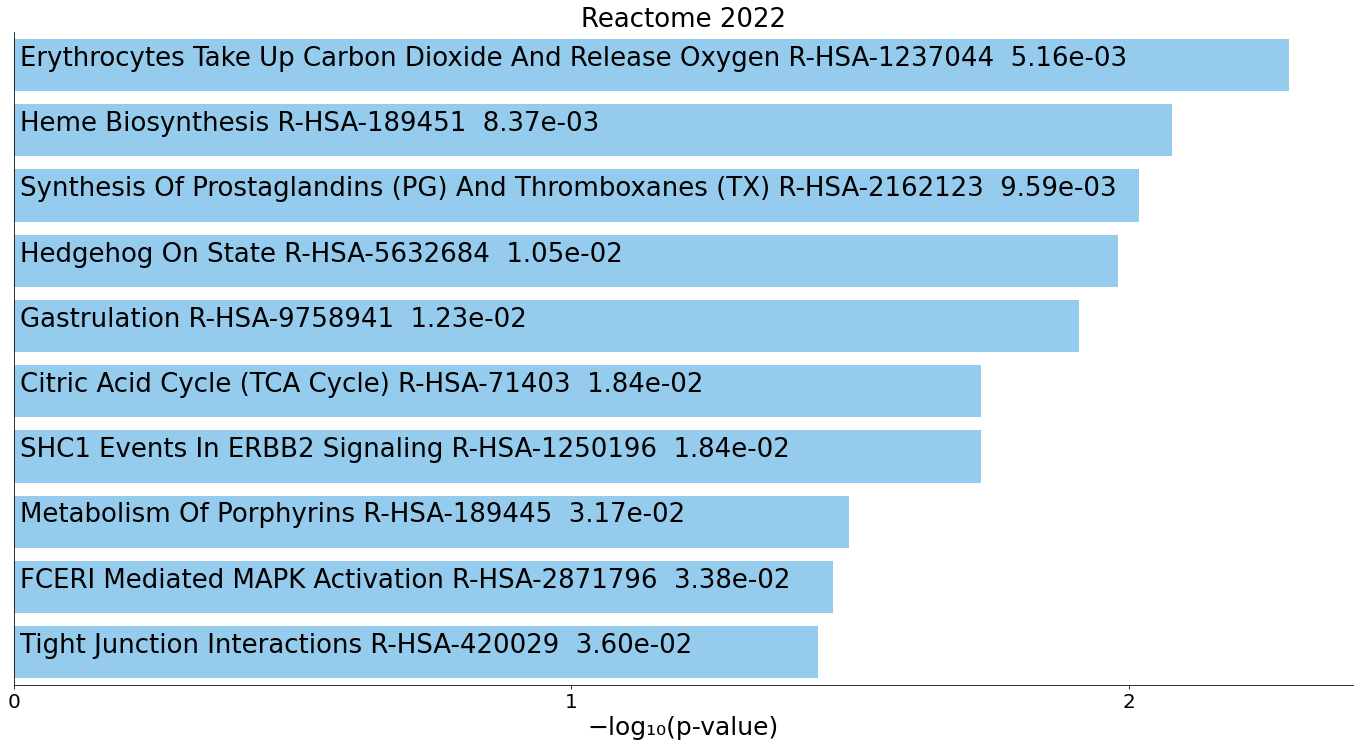 Reactome 2022
Erythrocytes Take Up Carbon Dioxide And Release Oxygen R-HSA-1237044  5.16e-03
Heme Biosynthesis R-HSA-189451  8.37e-03
Synthesis Of Prostaglandins (PG) And Thromboxanes (TX) R-HSA-2162123  9.59e-03
Hedgehog On State R-HSA-5632684  1.05e-02
Gastrulation R-HSA-9758941  1.23e-02
Citric Acid Cycle (TCA Cycle) R-HSA-71403  1.84e-02
SHC1 Events In ERBB2 Signaling R-HSA-1250196  1.84e-02
Metabolism Of Porphyrins R-HSA-189445  3.17e-02
FCERI Mediated MAPK Activation R-HSA-2871796  3.38e-02
Tight Junction Interactions R-HSA-420029  3.60e-02
0 1 2
−log₁₀(p-value)